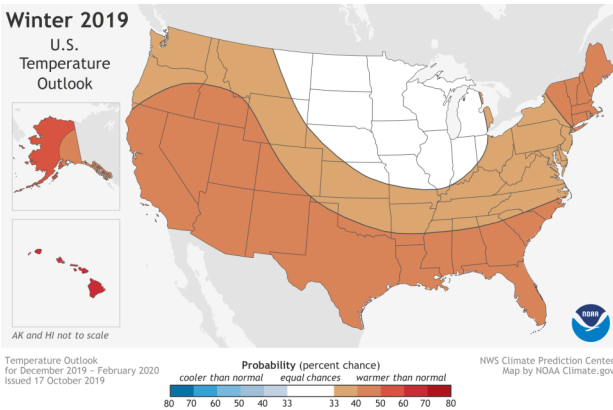 Winter 2019
U.S.
Temperature
Outlook
AK and HI not to scale
NOAA
Temperature Outlook
for December 2019 – February 2020
Issued 17 October 2019
Probability (percent chance)
cooler than normal equal chances warmer than normal
80 70 60 50 40 33 33 40 50 60 70 80
NWS Climate Prediction Center
Map by NOAA Climate.gov